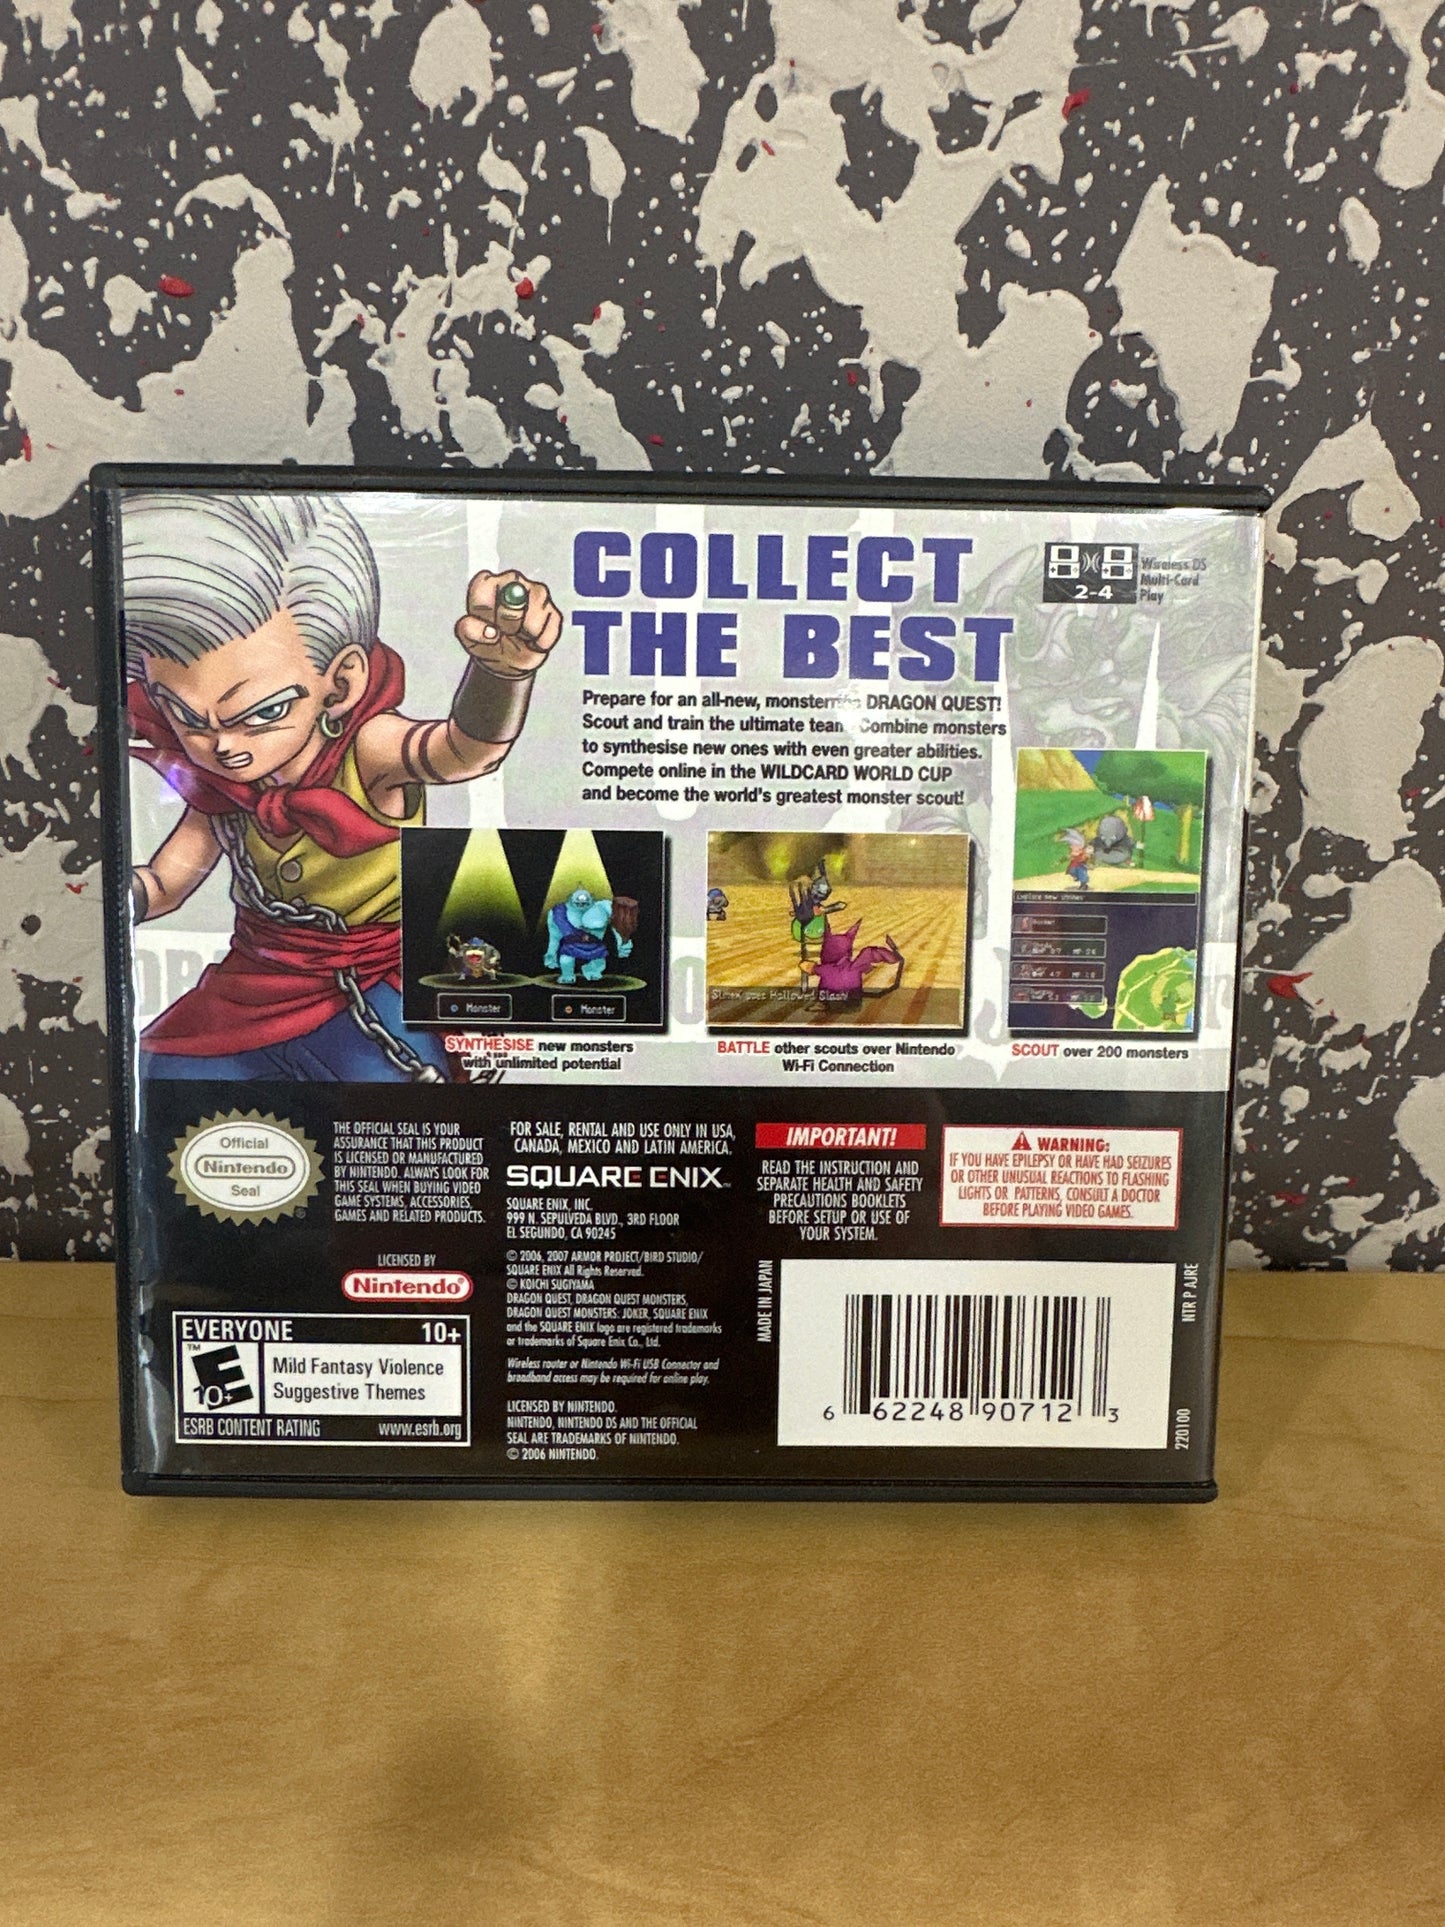 COLLECT
THE BEST
Wireless DS
Multi-Card
Play
2-4
Prepare for an all-new, DRAGON QUEST!
Scout and train the ultimate Combine monsters
to synthesise new ones with even greater abilities.
Compete online in the WILDCARD WORLD CUP
and become the world's greatest monster scout!
Monster
Monster
SYNTHESISE new monsters
with unlimited potential
BATTLE other scouts over Nintendo
Wi-Fi Connection
SCOUT over 200 monsters
Official
Nintendo
Seal
THE OFFICIAL SEAL IS YOUR
ASSURANCE THAT THIS PRODUCT
IS LICENSED OR MANUFACTURED
BY NINTENDO. ALWAYS LOOK FOR
THIS SEAL WHEN BUYING VIDEO
GAME SYSTEMS, ACCESSORIES,
GAMES AND RELATED PRODUCTS.
LICENSED BY
Nintendo®
EVERYONE 10+
E
10+
TM
Mild Fantasy Violence
Suggestive Themes
ESRB CONTENT RATING www.esrb.org
FOR SALE, RENTAL AND USE ONLY IN USA,
CANADA, MEXICO AND LATIN AMERICA.
SQUARE ENIX™
SQUARE ENIX, INC.
999 N. SEPULVEDA BLVD., 3RD FLOOR
EL SEGUNDO, CA 90245
© 2006, 2007 ARMOR PROJECT/BIRD STUDIO/
SQUARE ENIX All Rights Reserved.
© KOICHI SUGIYAMA
DRAGON QUEST, DRAGON QUEST MONSTERS,
DRAGON QUEST MONSTERS: JOKER, SQUARE ENIX
and the SQUARE ENIX logo are registered trademarks
or trademarks of Square Enix Co., Ltd.
Wireless router or Nintendo Wi-Fi USB Connector and
broadband access may be required for online play.
LICENSED BY NINTENDO.
NINTENDO, NINTENDO DS AND THE OFFICIAL
SEAL ARE TRADEMARKS OF NINTENDO.
© 2006 NINTENDO.
IMPORTANT!
READ THE INSTRUCTION AND
SEPARATE HEALTH AND SAFETY
PRECAUTIONS BOOKLETS
BEFORE SETUP OR USE OF
YOUR SYSTEM.
WARNING:
IF YOU HAVE EPILEPSY OR HAVE HAD SEIZURES
OR OTHER UNUSUAL REACTIONS TO FLASHING
LIGHTS OR PATTERNS, CONSULT A DOCTOR
BEFORE PLAYING VIDEO GAMES.
MADE IN JAPAN
6 62248 90712 3
NTR P AJRE
220100